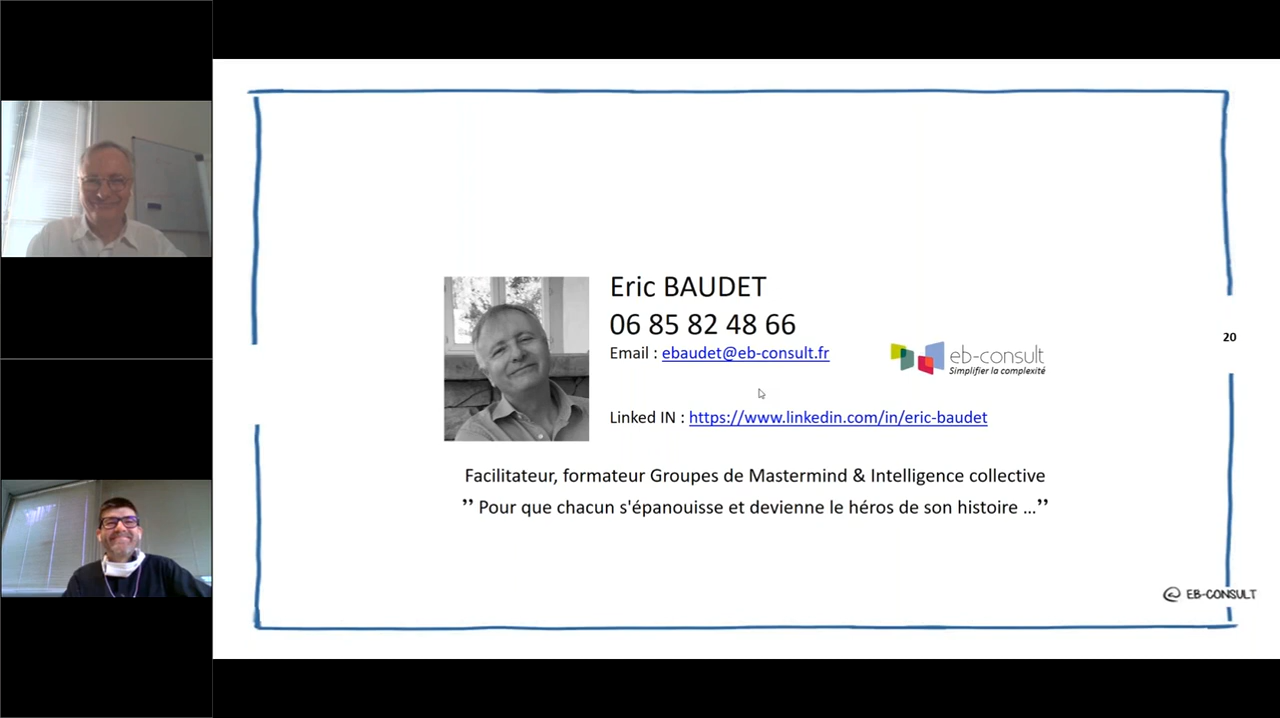 Eric BAUDET
06 85 82 48 66
Email : ebaudet@eb-consult.fr
eb-consult
Simplifier la complexité
20
Linked IN : https://www.linkedin.com/in/eric-baudet
Facilitateur, formateur Groupes de Mastermind & Intelligence collective
” Pour que chacun s'épanouisse et devienne le héros de son histoire …”
@ EB-CONSULT